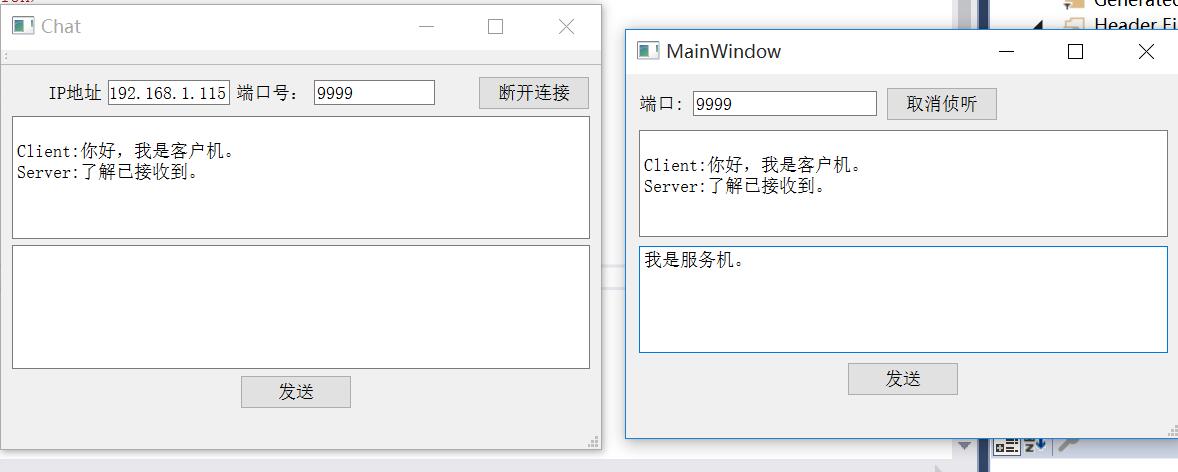 Chat
IP地址 192.168.1.115 端口号: 9999 断开连接
Client:你好，我是客户机。
Server:了解已接收到。
发送
Generated
Header Fi
MainWindow
端口: 9999 取消侦听
Client:你好，我是客户机。
Server:了解已接收到。
我是服务机。
发送